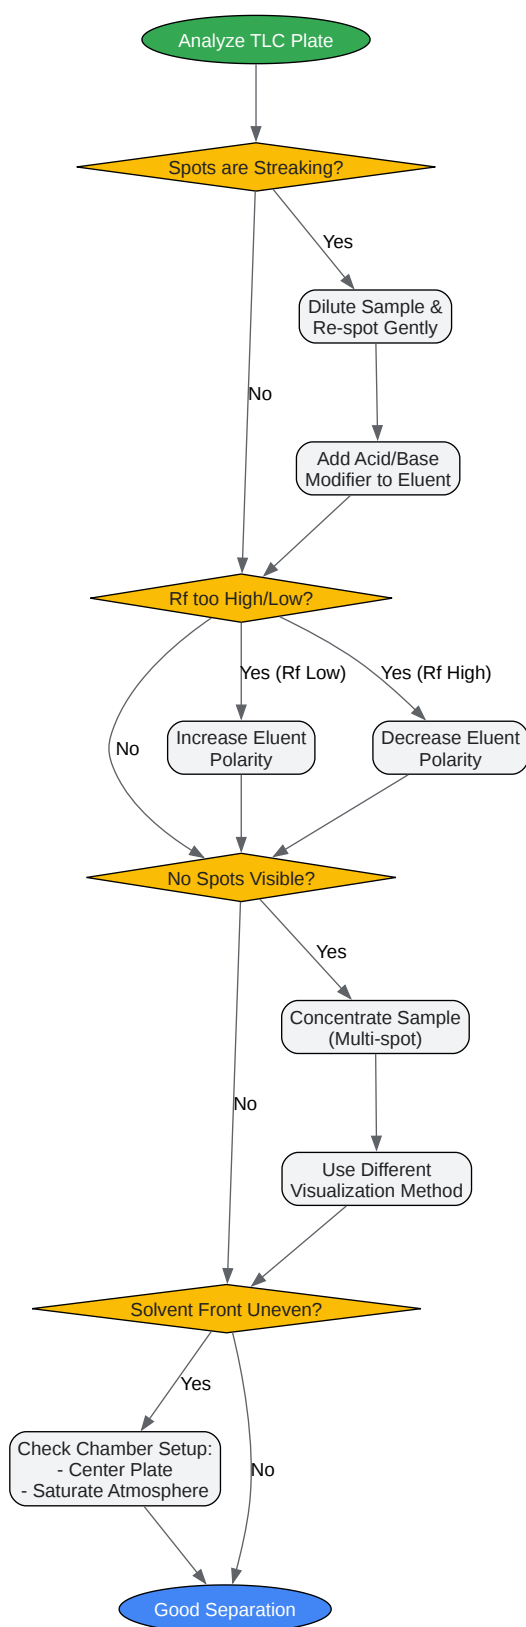 Analyze TLC Plate
Spots are Streaking?
Yes
Dilute Sample &
Re-spot Gently
No
Add Acid/Base
Modifier to Eluent
Rf too High/Low?
Yes (Rf Low)
Yes (Rf High)
No
Increase Eluent
Polarity
Decrease Eluent
Polarity
No Spots Visible?
Yes
Concentrate Sample
(Multi-spot)
No
Use Different
Visualization Method
Solvent Front Uneven?
Yes
Check Chamber Setup:
- Center Plate
- Saturate Atmosphere
No
Good Separation